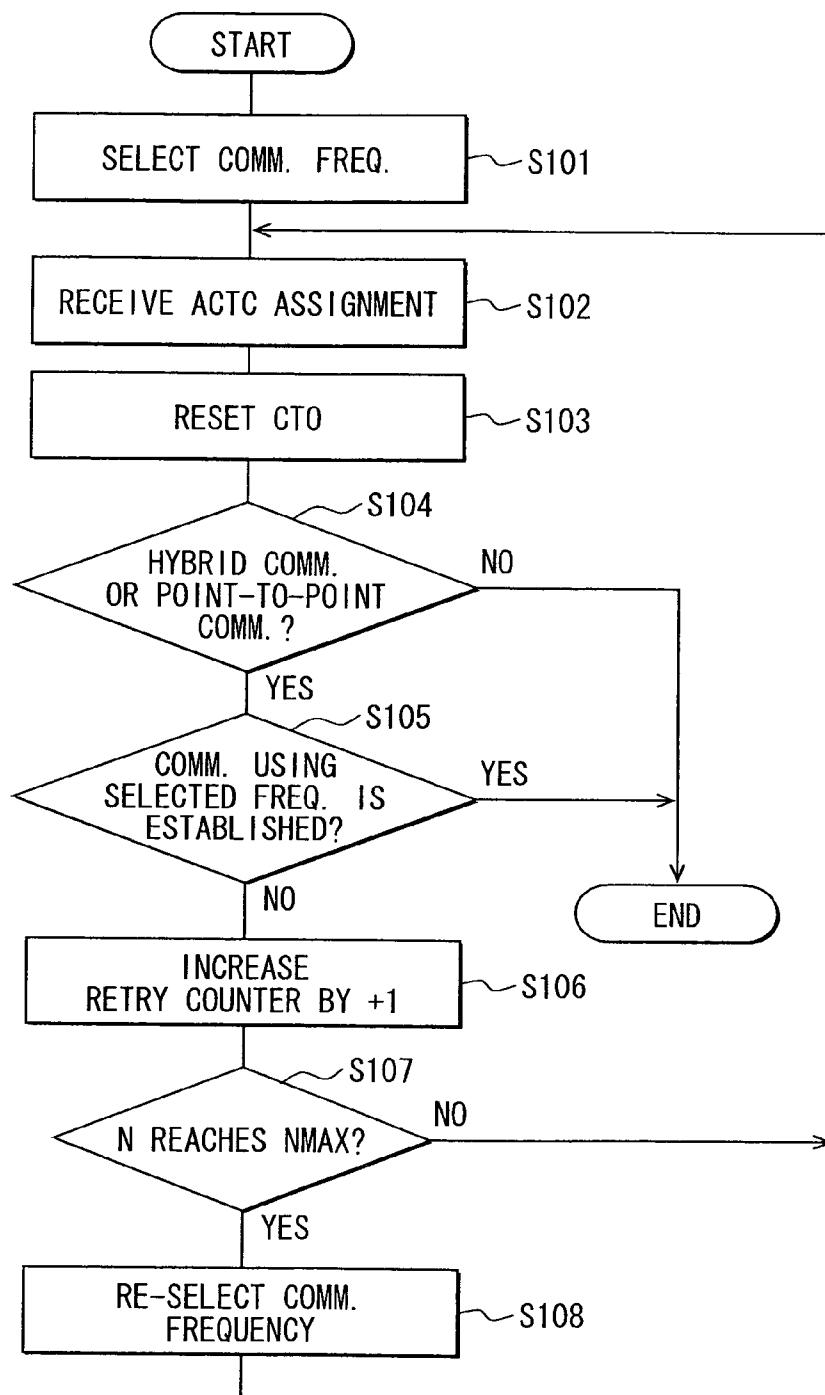 START
SELECT COMM. FREQ.
S101
RECEIVE ACTC ASSIGNMENT
S102
RESET CTO
S103
S104
HYBRID COMM.
OR POINT-TO-POINT
COMM.?
NO
YES
S105
COMM. USING
SELECTED FREQ. IS
ESTABLISHED?
YES
NO
END
INCREASE
RETRY COUNTER BY +1
S106
S107
N REACHES NMAX?
NO
YES
RE-SELECT COMM.
FREQUENCY
S108